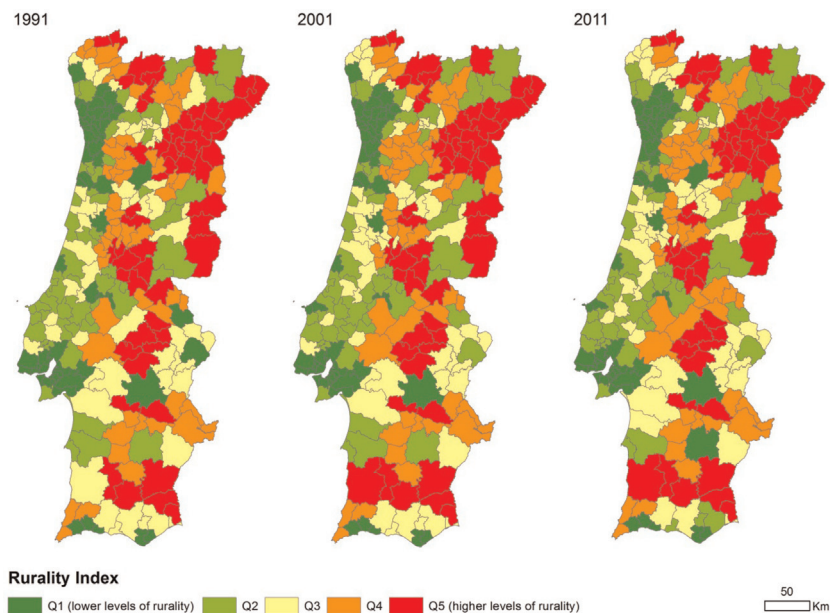 1991
2001
2011
Rurality Index
Q1 (lower levels of rurality) Q2 Q3 Q4 Q5 (higher levels of rurality)
50
Km